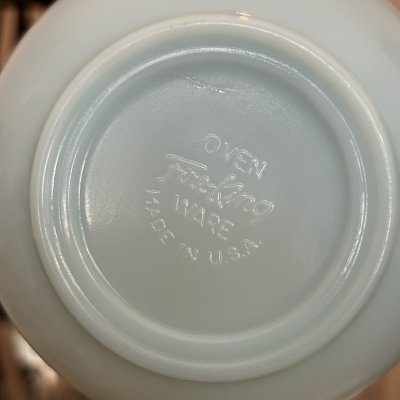 OVEN
Fire-King
WARE
MADE IN U.S.A.